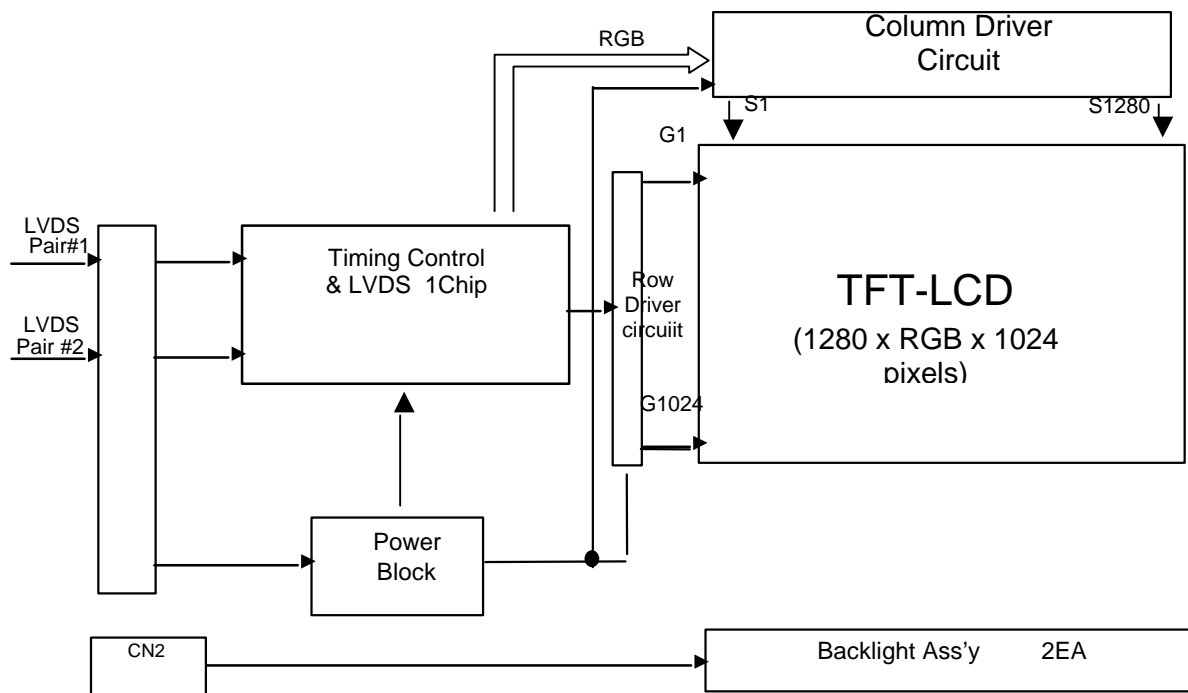 RGB
Column Driver
Circuit
S1
S1280
G1
LVDS
Pair#1
Timing Control
& LVDS 1Chip
Row
Driver
circuiit
TFT-LCD
(1280 x RGB x 1024
pixels)
LVDS
Pair #2
G1024
Power
Block
CN2
Backlight Ass'y 2EA